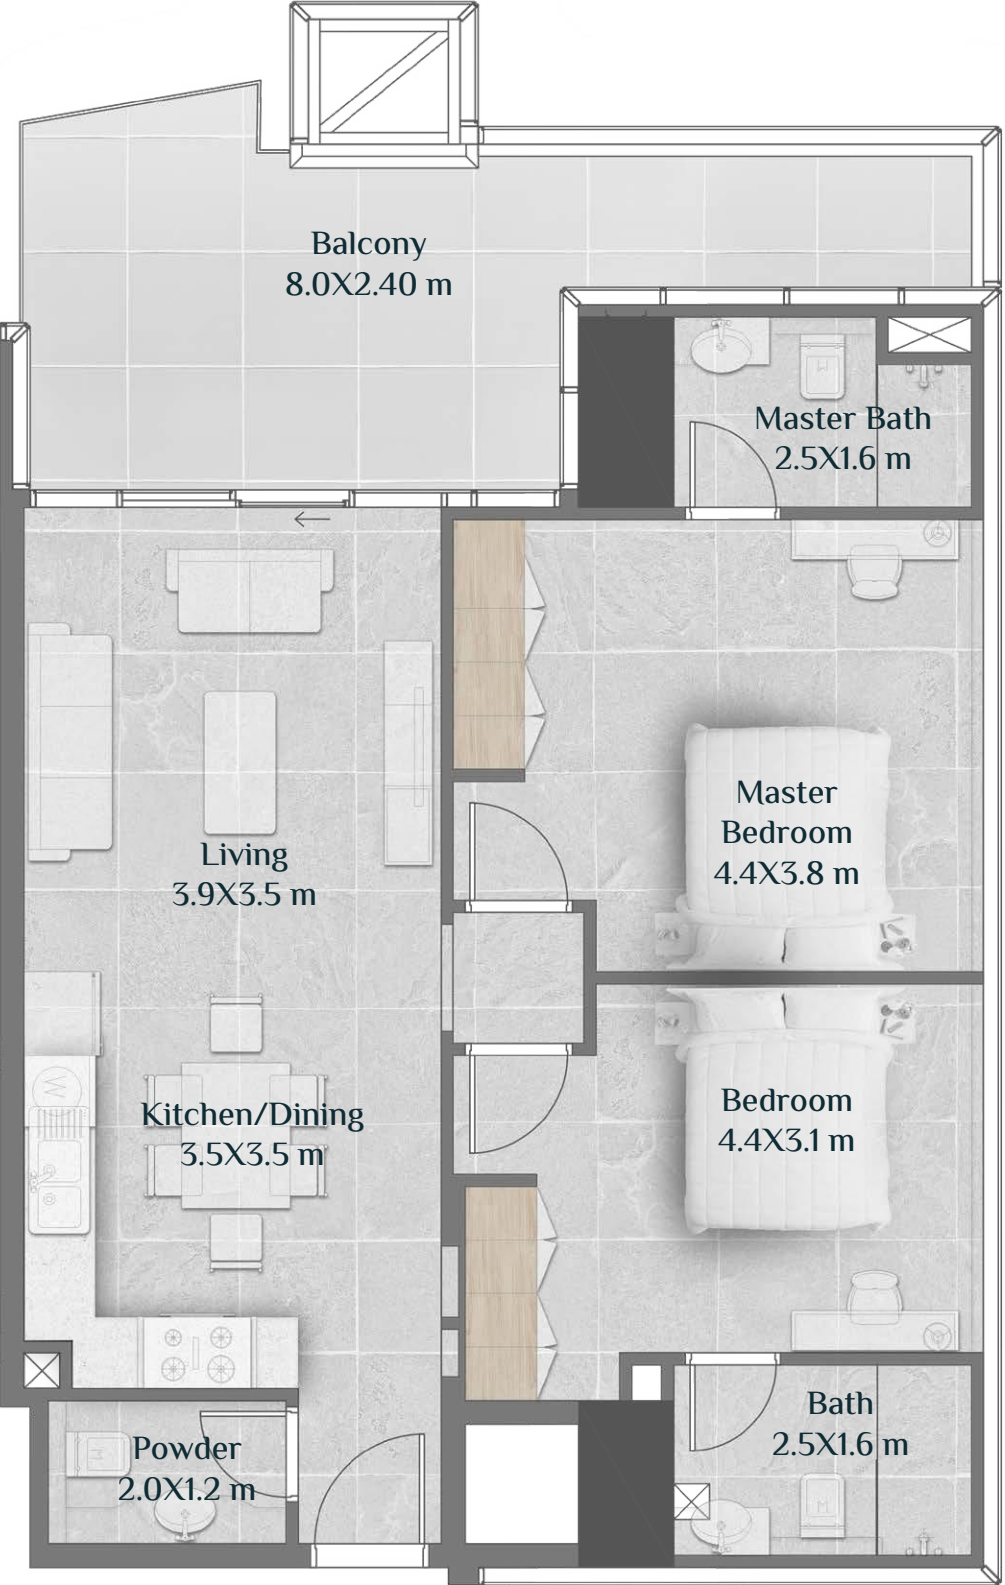 Balcony
8.0X2.40 m
Master Bath
2.5X1.6 m
Master
Bedroom
4.4X3.8 m
Living
3.9X3.5 m
Bedroom
4.4X3.1 m
Kitchen/Dining
3.5X3.5 m
W
Bath
2.5X1.6 m
Powder
2.0X1.2 m